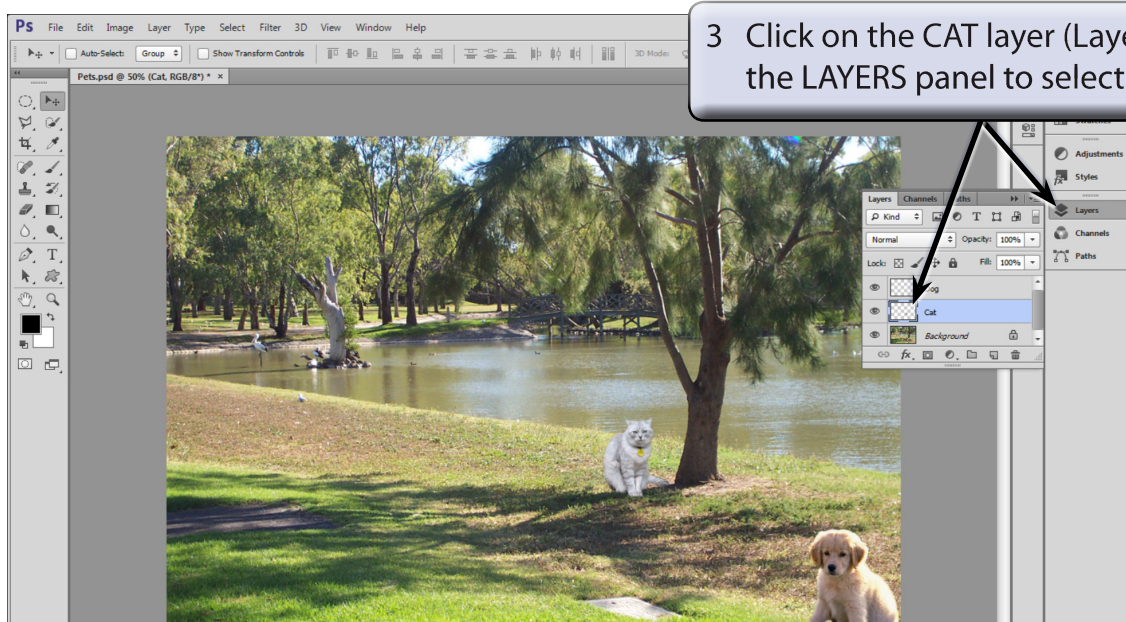 Ps File Edit Image Layer Type Select Filter 3D View Window Help
3 Click on the CAT layer (Laye
the LAYERS panel to select
Auto-Select: Group Show Transform Controls 3D Mode:
Pets.psd @ 50% (Cat, RGB/8*) * ×
Adjustments
Styles
Layers
Channels
Paths
Layers Channels Paths
Kind
Normal Opacity: 100%
Lock: Fill: 100%
Dog
Cat
Background